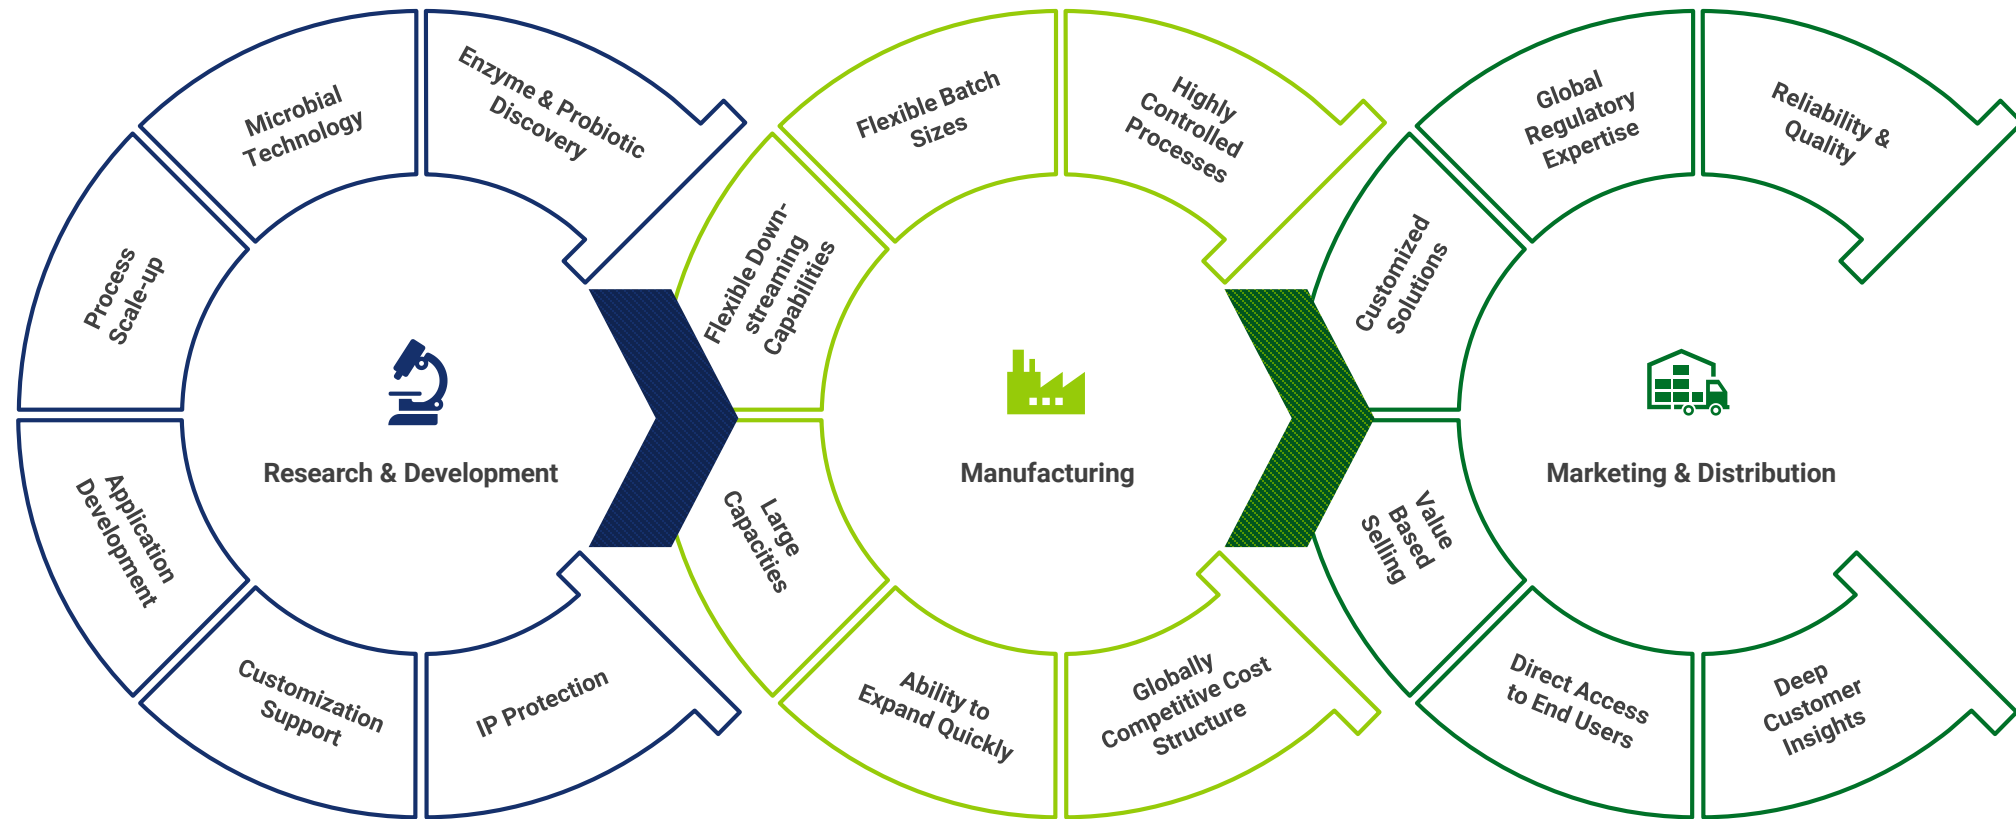 Enzyme & Probiotic
Discovery
Microbial
Technology
Process
Scale-up
Application
Development
Customization
Support
IP Protection
Research & Development
Highly
Controlled
Processes
Flexible Batch
Sizes
Flexible Down-
streaming
Capabilities
Large
Capacities
Ability to
Expand Quickly
Globally
Competitive Cost
Structure
Manufacturing
Reliability &
Quality
Global
Regulatory
Expertise
Customized
Solutions
Value
Based
Selling
Direct Access
to End Users
Deep
Customer
Insights
Marketing & Distribution